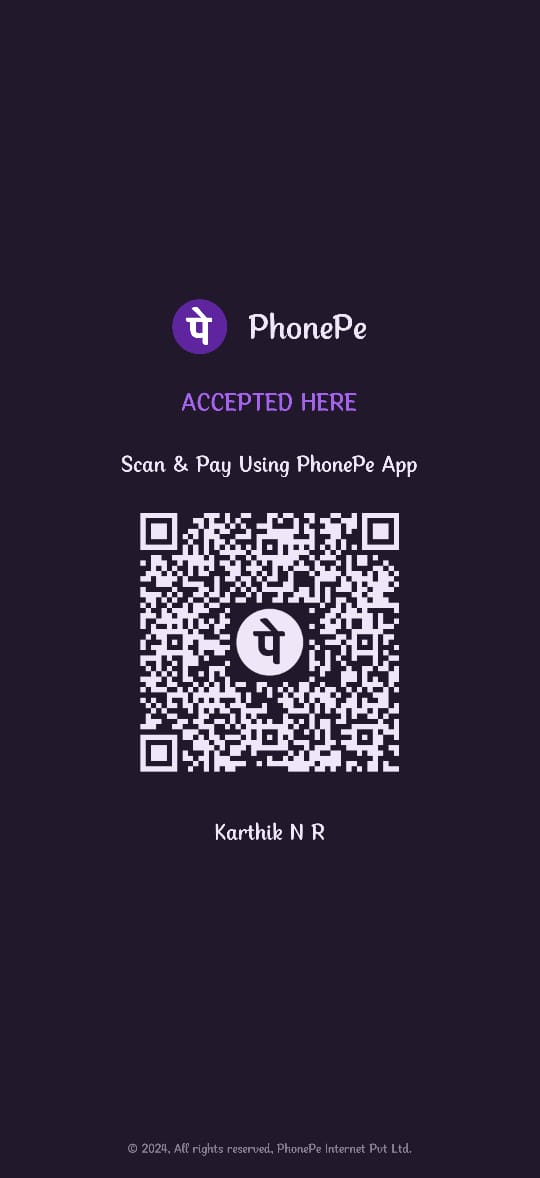 पे PhonePe
ACCEPTED HERE
Scan & Pay Using PhonePe App
पे
Karthik N R
© 2024, All rights reserved, PhonePe Internet Pvt Ltd.